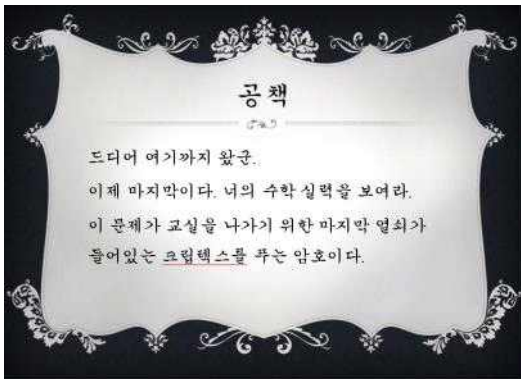 공책
드디어 여기까지 왔군.
이제 마지막이다. 너의 수학 실력을 보여라.
이 문제가 교실을 나가기 위한 마지막 열쇠가
들어있는 크립텍스를 푸는 암호이다.